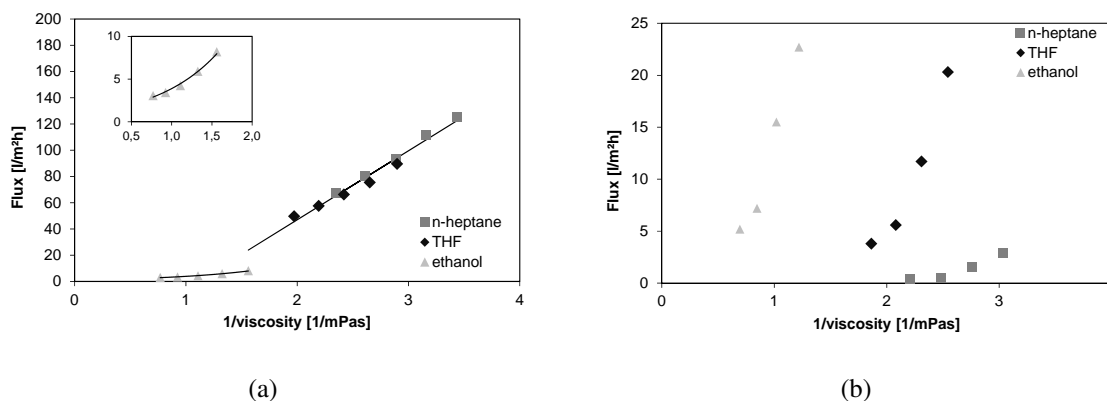 200
180
160
140
120
100
80
60
40
20
0
Flux [l/m²h]
10
5
0
0,5
1,0
1,5
2,0
n-heptane
THF
ethanol
0
1
2
3
4
1/viscosity [1/mPas]
(a)
25
20
15
10
5
0
Flux [l/m²h]
n-heptane
THF
ethanol
0
1
2
3
1/viscosity [1/mPas]
(b)